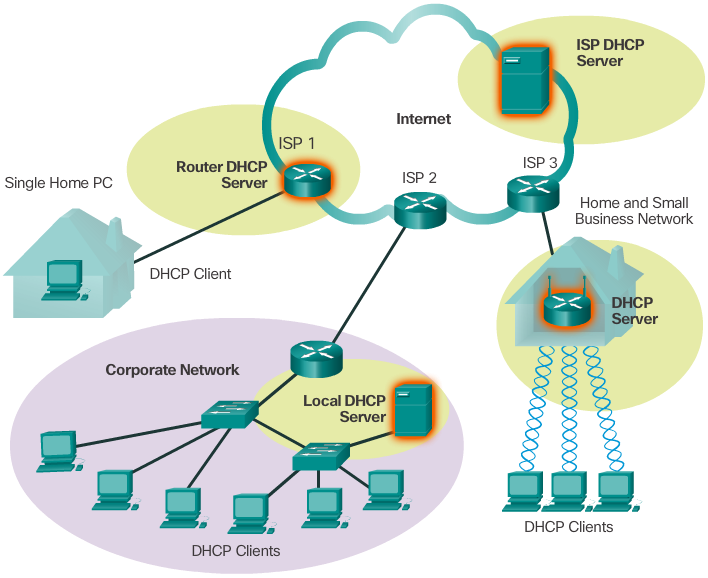 ISP DHCP
Server
Internet
ISP 1
Router DHCP
Server
ISP 2
ISP 3
Single Home PC
Home and Small
Business Network
DHCP Client
DHCP
Server
Corporate Network
Local DHCP
Server
DHCP Clients
DHCP Clients